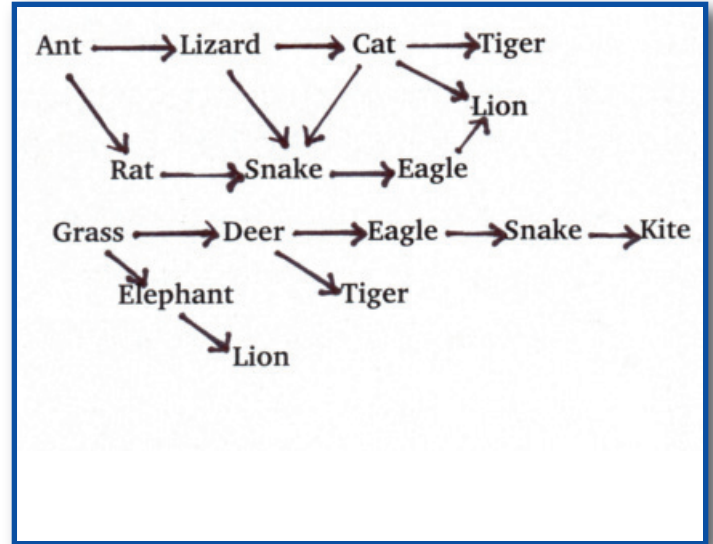 Ant Lizard Cat Tiger
Lion
Rat Snake Eagle
Grass Deer Eagle Snake Kite
Elephant Tiger
Lion